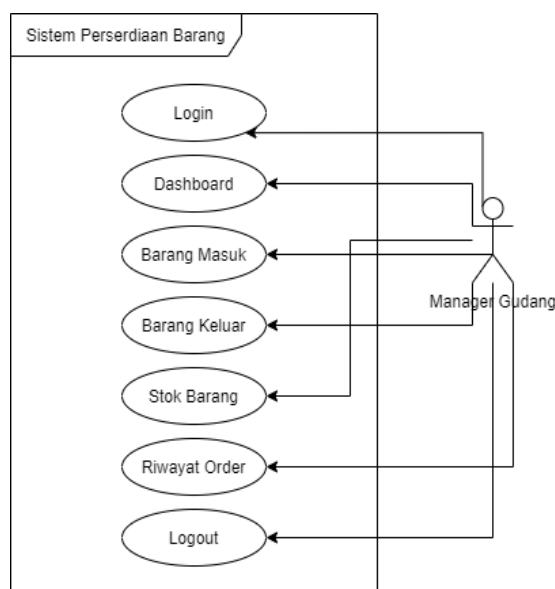 Sistem Perserdiaan Barang
Login
Dashboard
Barang Masuk
Manager Gudang
Barang Keluar
Stok Barang
Riwayat Order
Logout